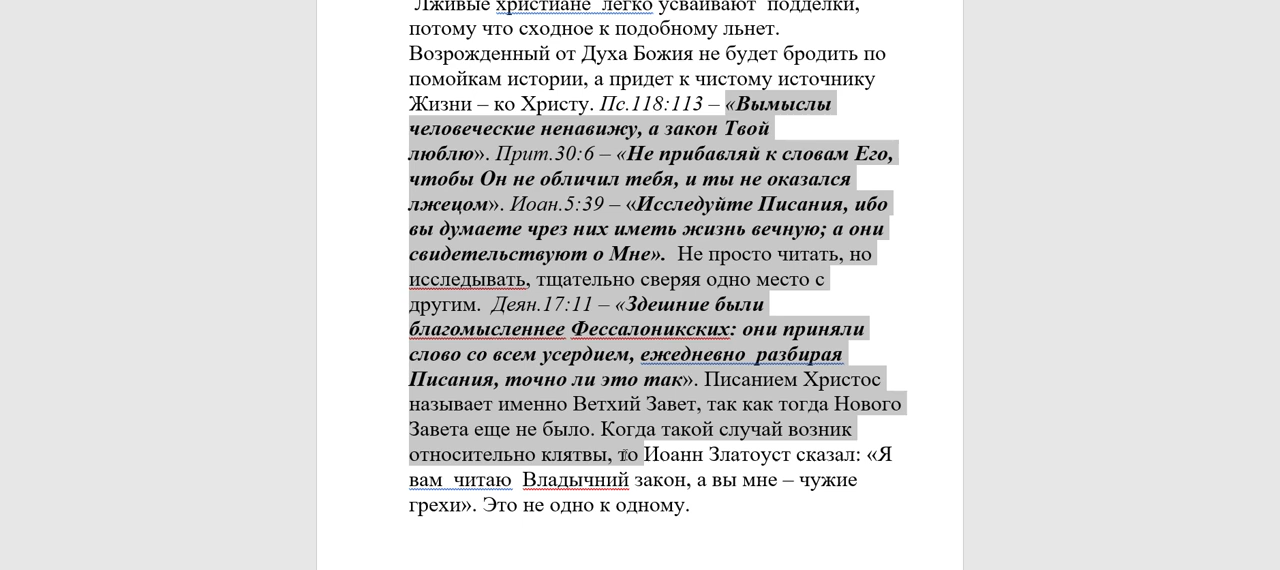 Лживые христиане легко усваивают подделки,
потому что сходное к подобному льнет.
Возрожденный от Духа Божия не будет бродить по
помойкам истории, а придет к чистому источнику
Жизни – ко Христу. Пс.118:113 – «Вымыслы
человеческие ненавижу, а закон Твой
люблю». Прит.30:6 – «Не прибавляй к словам Его,
чтобы Он не обличил тебя, и ты не оказался
лжецом». Иоан.5:39 – «Исследуйте Писания, ибо
вы думаете чрез них иметь жизнь вечную; а они
свидетельствуют о Мне». Не просто читать, но
исследывать, тщательно сверяя одно место с
другим. Деян.17:11 – «Здешние были
благомысленнее Фессалоникских: они приняли
слово со всем усердием, ежедневно разбирая
Писания, точно ли это так». Писанием Христос
называет именно Ветхий Завет, так как тогда Нового
Завета еще не было. Когда такой случай возник
относительно клятвы, то Иоанн Златоуст сказал: «Я
вам читаю Владычний закон, а вы мне – чужие
грехи». Это не одно к одному.